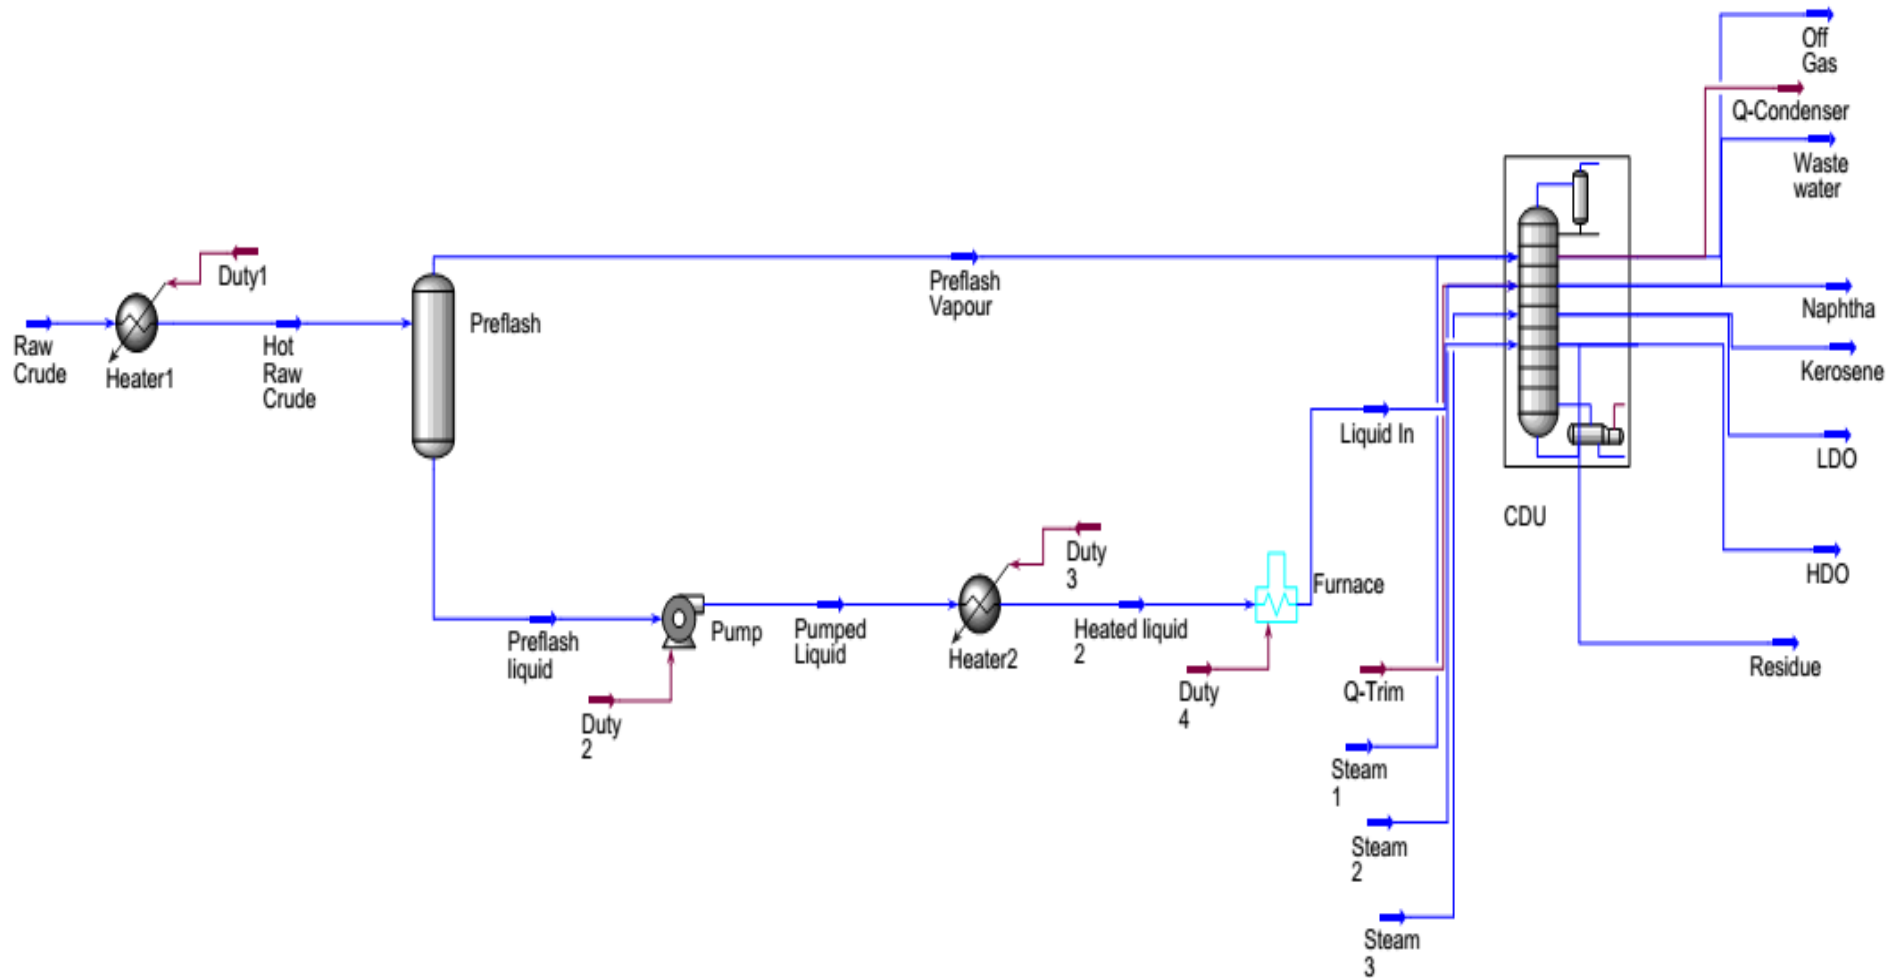 Off
Gas
Q-Condenser
Waste
water
Duty1
Preflash
Vapour
Naphtha
Preflash
Raw
Crude
Heater1
Hot
Raw
Crude
Kerosene
Liquid In
LDO
CDU
Duty
3
Furnace
HDO
Preflash
liquid
Pump
Pumped
Liquid
Heater2
Heated liquid
2
Residue
Duty
2
Duty
4
Q-Trim
Steam
1
Steam
2
Steam
3